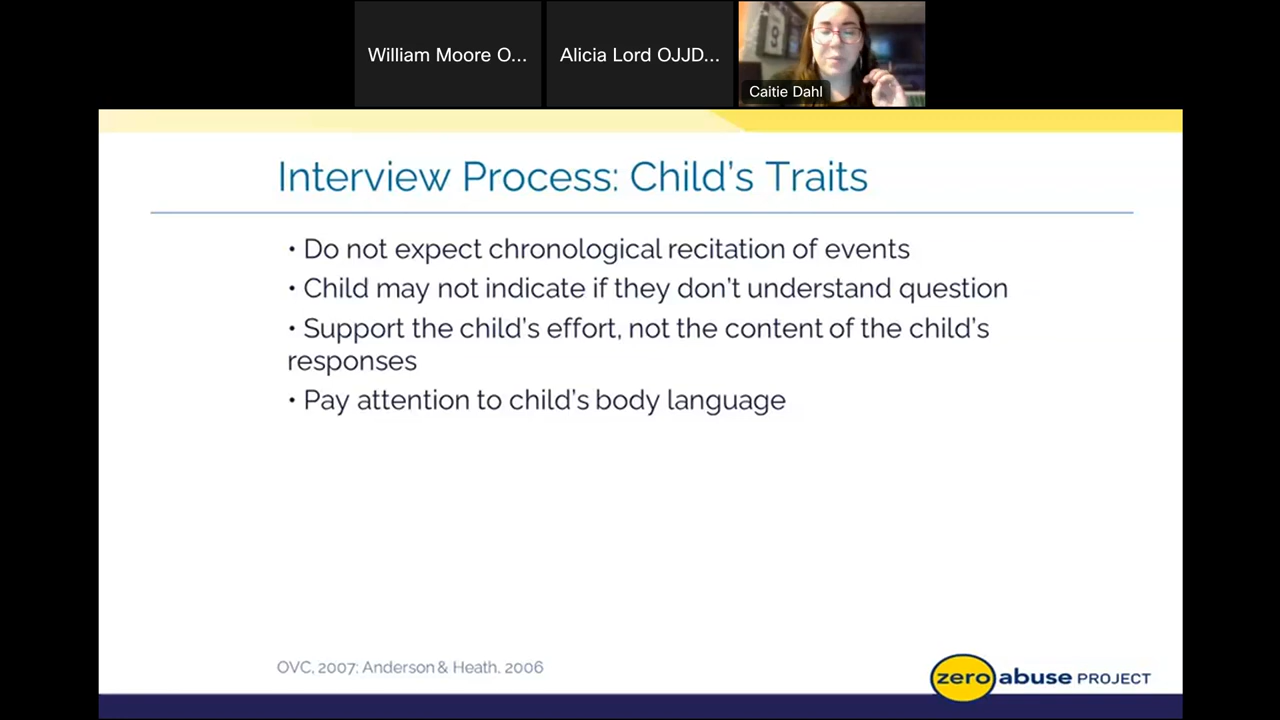 William Moore O...
Alicia Lord OJJD...
Caitie Dahl
Interview Process: Child's Traits
• Do not expect chronological recitation of events
• Child may not indicate if they don't understand question
• Support the child's effort, not the content of the child's
responses
• Pay attention to child's body language
OVC, 2007; Anderson & Heath, 2006
zero abuse PROJECT